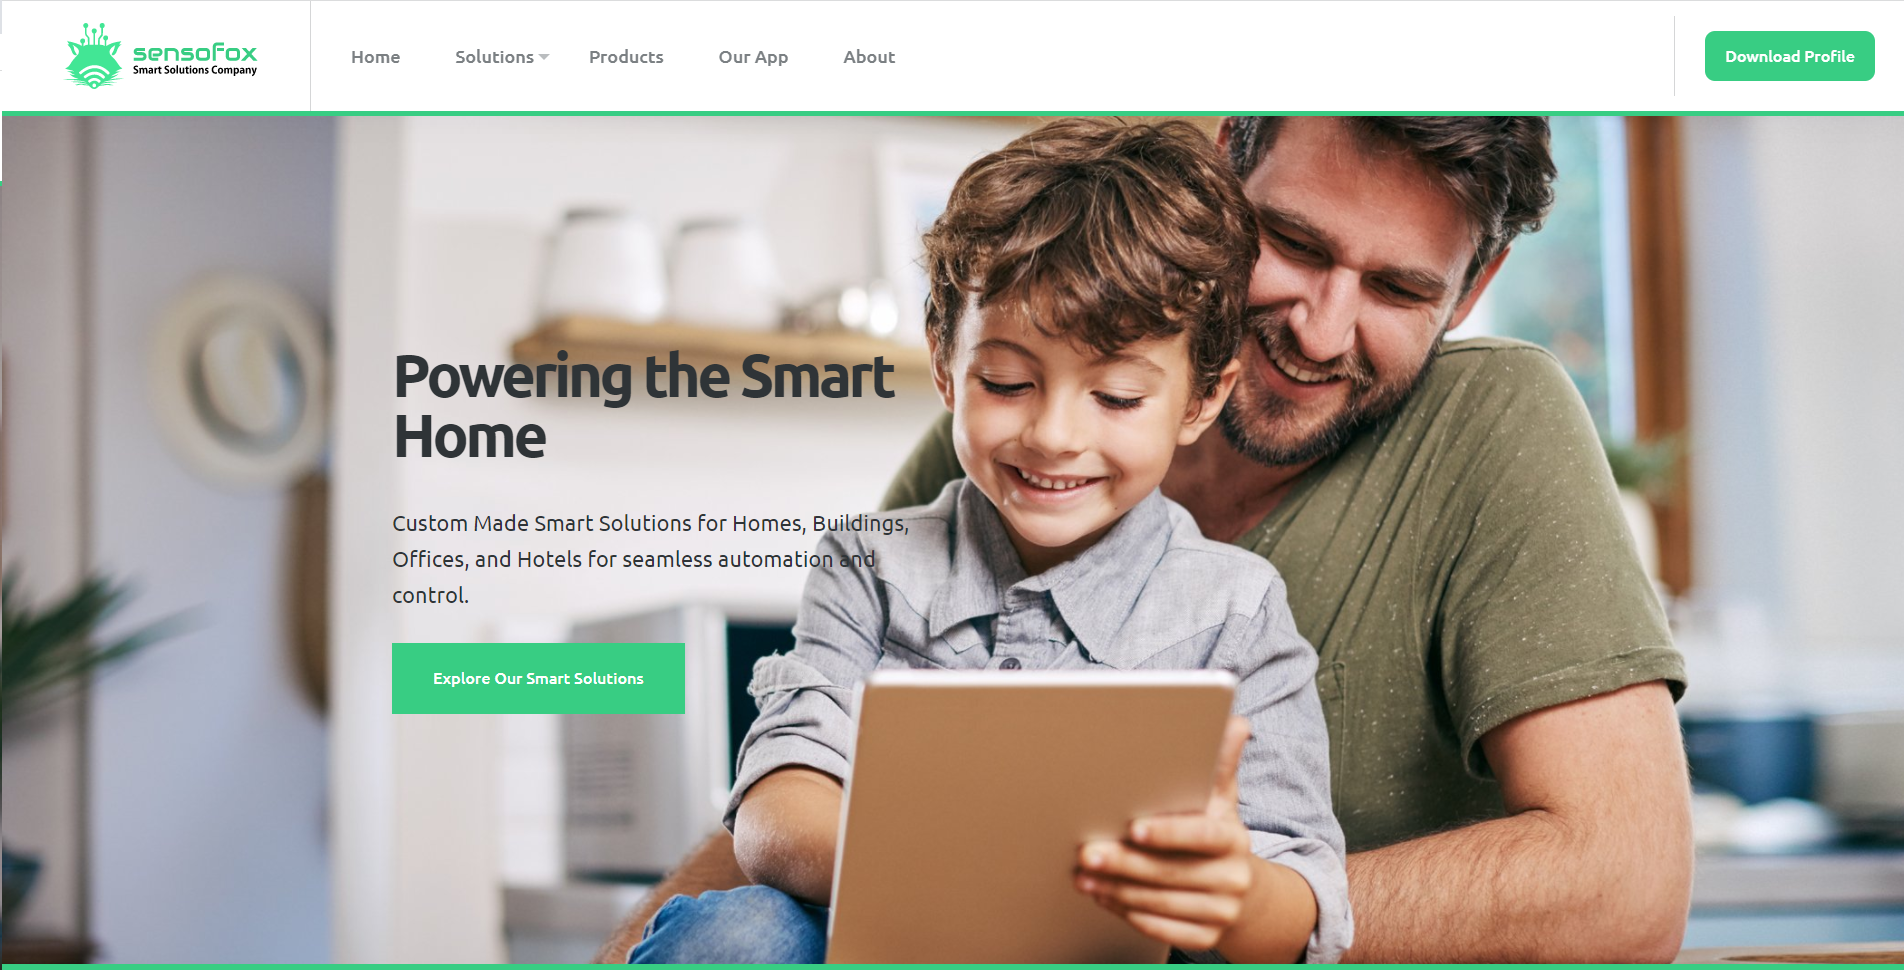 sensoFox
Smart Solutions Company
Home
Solutions
Products
Our App
About
Download Profile
Powering the Smart
Home
Custom Made Smart Solutions for Homes, Buildings,
Offices, and Hotels for seamless automation and
control.
Explore Our Smart Solutions